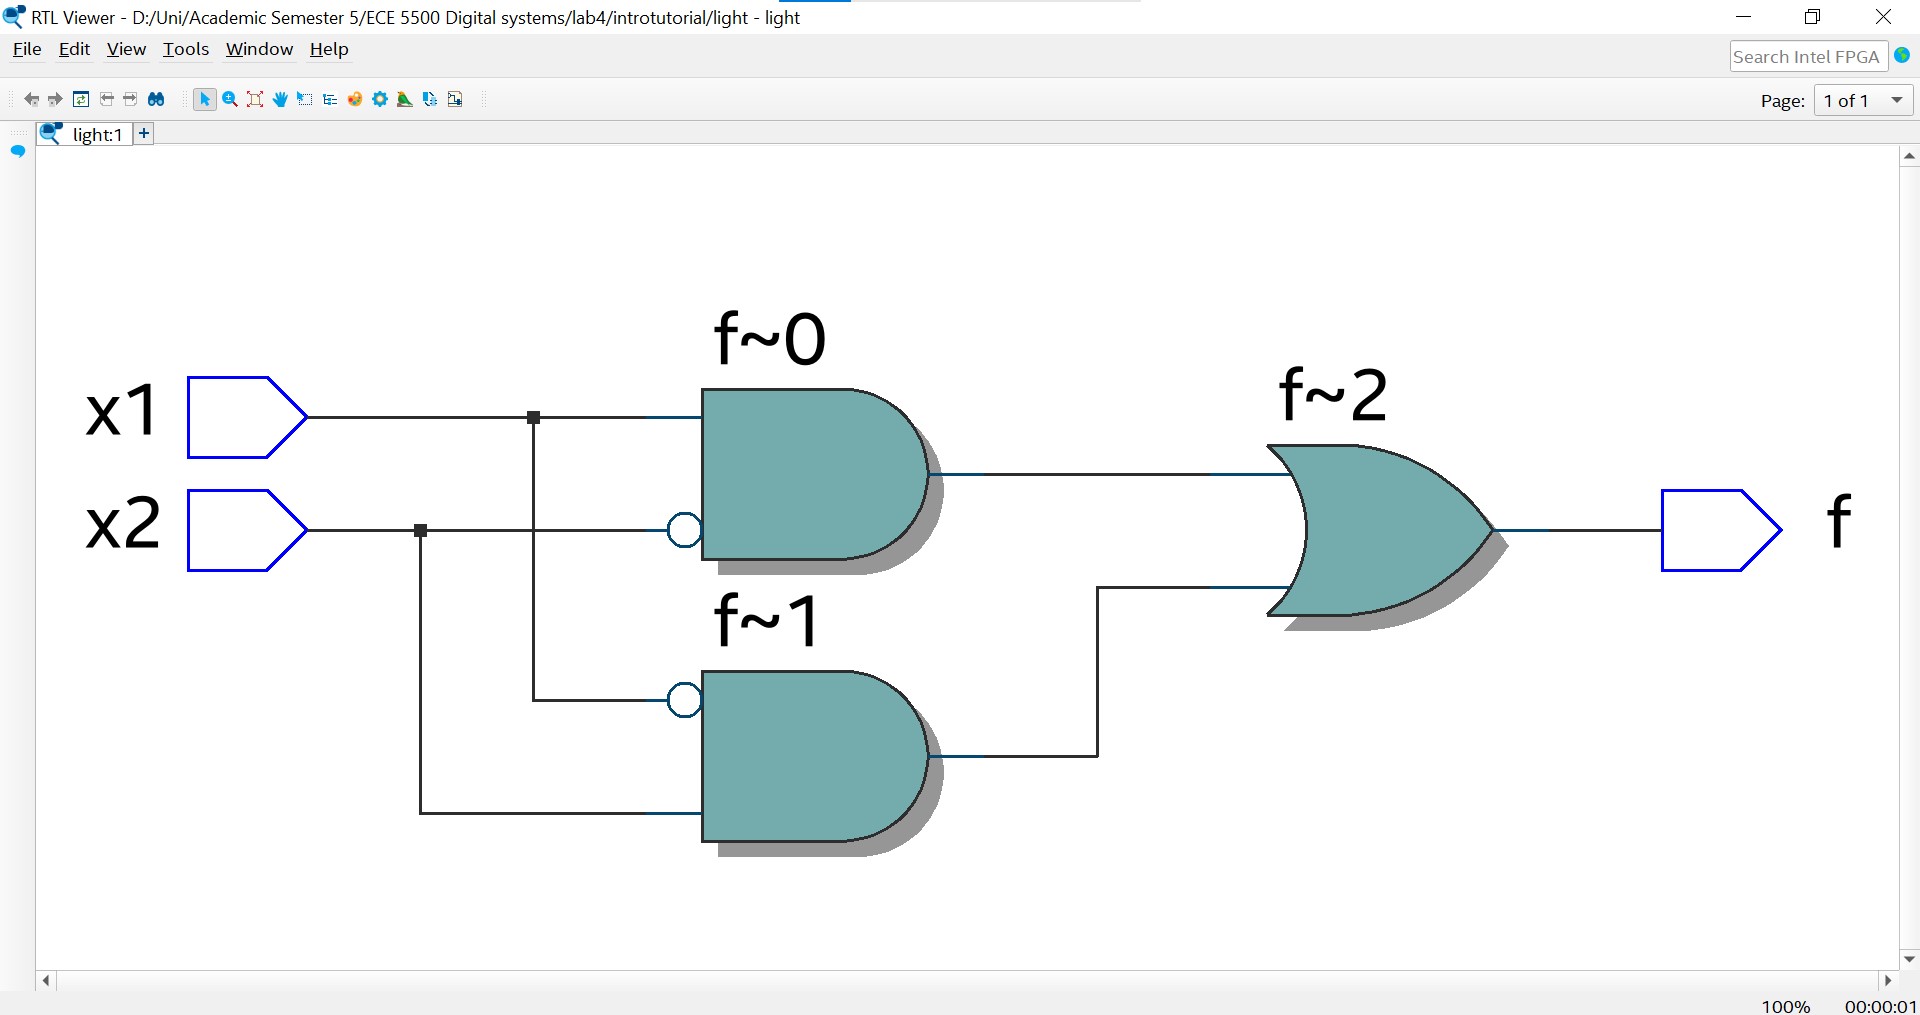 RTL Viewer - D:/Uni/Academic Semester 5/ECE 5500 Digital systems/lab4/introtutorial/light - light
File Edit View Tools Window Help
Search Intel FPGA
Page: 1 of 1
light:1 +
f~0
f~2
x1
x2
f
f~1
100% 00:00:01